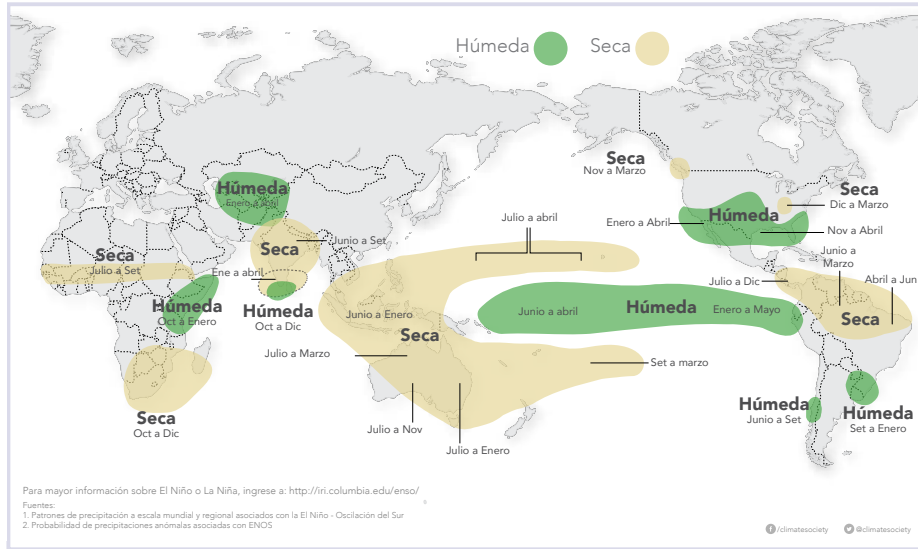 Húmeda
Seca
Seca
Nov a Marzo
Húmeda
Enero a Abril
Seca
Dic a Marzo
Húmeda
Enero a Abril
Nov a Abril
Julio a abril
Seca
Junio a Set
Seca
Julio a Set
Ene a abril
Junio a
Marzo
Julio a Dic
Abril a Jun
Húmeda
Oct a Enero
Húmeda
Oct a Dic
Junio a Enero
Seca
Junio a abril
Húmeda
Enero a Mayo
Seca
Julio a Marzo
Set a marzo
Seca
Oct a Dic
Julio a Nov
Julio a Enero
Húmeda
Junio a Set
Húmeda
Set a Enero
Para mayor información sobre El Niño o La Niña, ingrese a: http://iri.columbia.edu/enso/
Fuentes:
1. Patrones de precipitación a escala mundial y regional asociados con la El Niño - Oscilación del Sur
2. Probabilidad de precipitaciones anómalas asociadas con ENOS
/climatesociety
@climatesociety